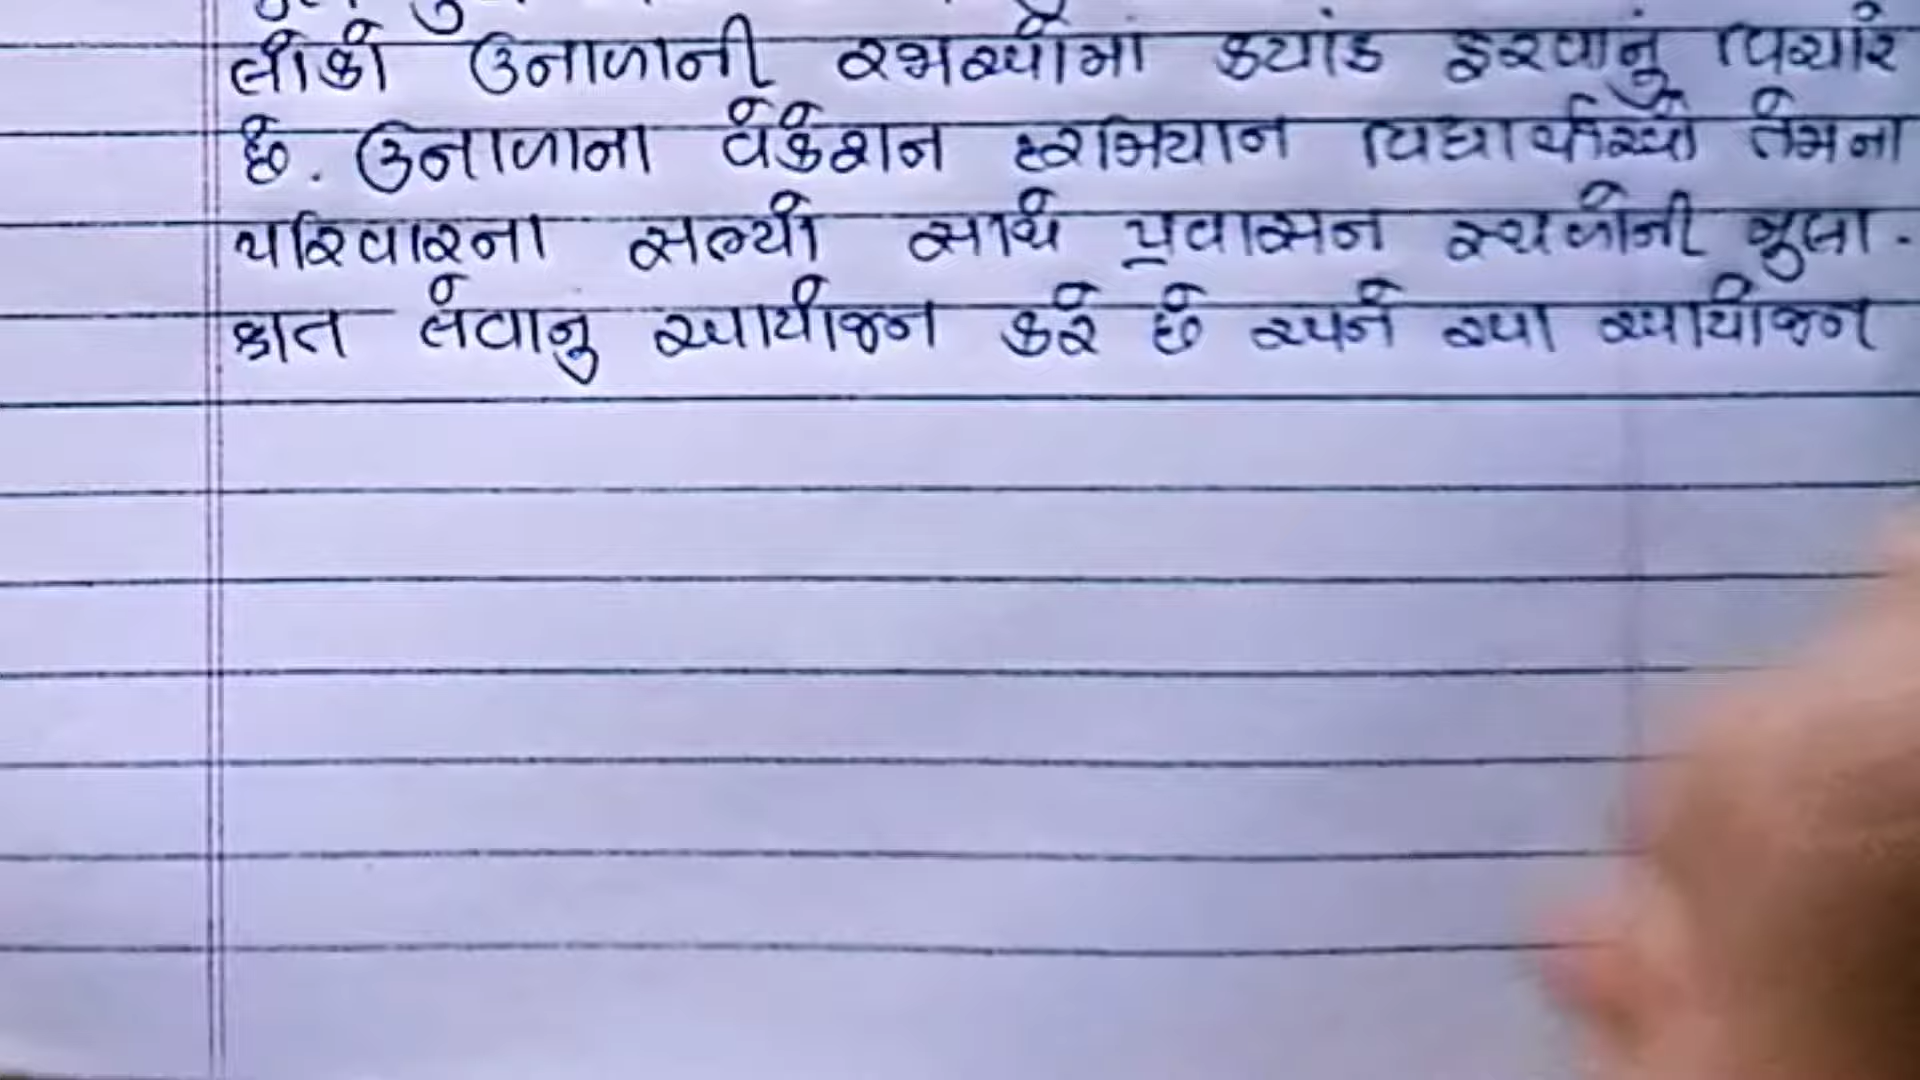 લોકો ઉનાળાની રજાઓમાં ક્યાંક ફરવાનું વિચારે
છે. ઉનાળાના વેકેશન દરમિયાન વિદ્યાર્થીઓ તેમના
પરિવારના સભ્યો સાથે પ્રવાસન સ્થળોની મુલા-
કાત લેવાનુ આયોજન કરે છે અને આ આયોજન